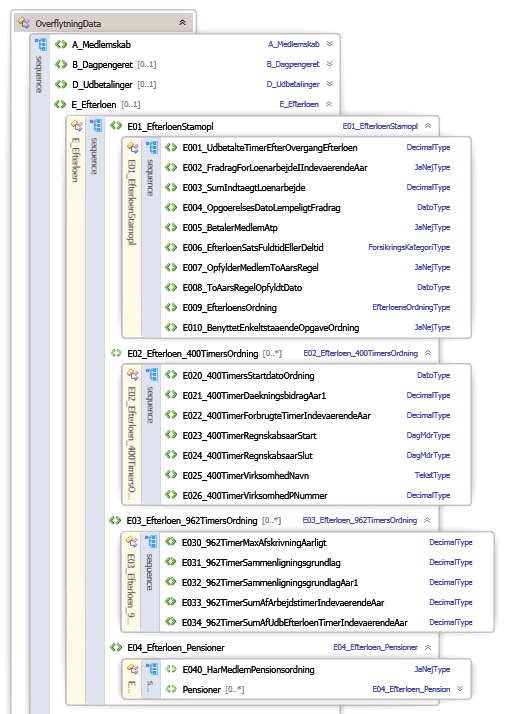 OverflytningData
sequence
A_Medlemskab A_Medlemskab
B_Dagpengeret [0..1] B_Dagpengeret
D_Udbetalinger [0..1] D_Udbetalinger
E_Efterloen [0..1] E_Efterloen
E_Efterloen
sequence
E01_EfterloenStamopl E01_EfterloenStamopl
E01_EfterloenStamopl
sequence
E001_UdbetalteTimerEfterOvergangEfterloen DecimalType
E002_FradragForLoenarbejdeIIndevaerendeAar JaNejType
E003_SumIndtaegtLoenarbejde DecimalType
E004_OpgoerelsesDatoLempeligtFradrag DatoType
E005_BetalerMedlemAtp JaNejType
E006_EfterloenSatsFuldtidEllerDeltid ForsikringsKategoriType
E007_OpfylderMedlemToAarsRegel JaNejType
E008_ToAarsRegelOpfyldtDato DatoType
E009_EfterloensOrdning EfterloensOrdningType
E010_BenyttetEnkeltstaaendeOpgaveOrdning JaNejType
E02_Efterloen_400TimersOrdning [0..*] E02_Efterloen_400TimersOrdning
E02_Efterloen_400TimersO...
sequence
E020_400TimersStartdatoOrdning DatoType
E021_400TimerDaekningsbidragAar1 DecimalType
E022_400TimerForbrugteTimerIndevaerendeAar DecimalType
E023_400TimerRegnskabsaarStart DagMdrType
E024_400TimerRegnskabsaarSlut DagMdrType
E025_400TimerVirksomhedNavn TekstType
E026_400TimerVirksomhedPNummer DecimalType
E03_Efterloen_962TimersOrdning [0..*] E03_Efterloen_962TimersOrdning
E03_Efterloen_9...
sequence
E030_962TimerMaxAfskrivningAarligt DecimalType
E031_962TimerSammenligningsgrundlag DecimalType
E032_962TimerSammenligningsgrundlagAar1 DecimalType
E033_962TimerSumAfArbejdstimerIndevaerendeAar DecimalType
E034_962TimerSumAfUdbEfterloenTimerIndevaerendeAar DecimalType
E04_Efterloen_Pensioner E04_Efterloen_Pensioner
E...
s...
E040_HarMedlemPensionsordning JaNejType
Pensioner [0..*] E04_Efterloen_Pension